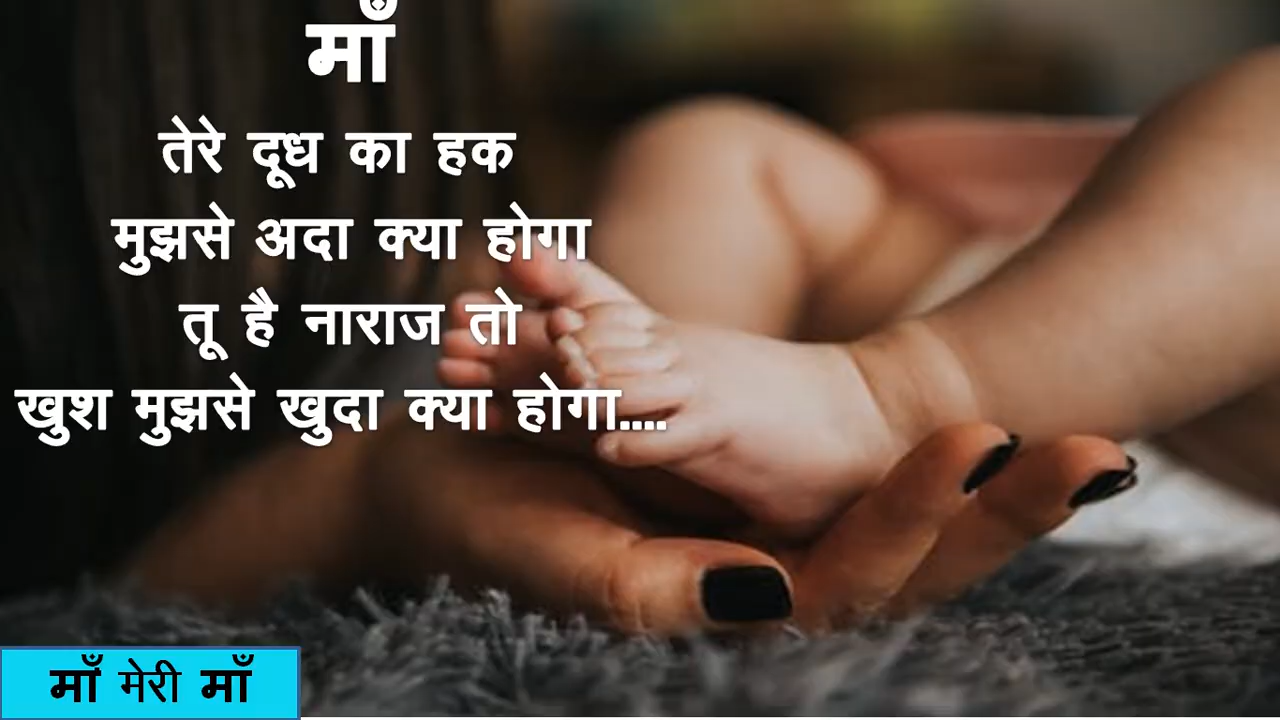 माँ
तेरे दूध का हक
मुझसे अदा क्या होगा
तू है नाराज तो
खुश मुझसे खुदा क्या होगा....
माँ मेरी माँ